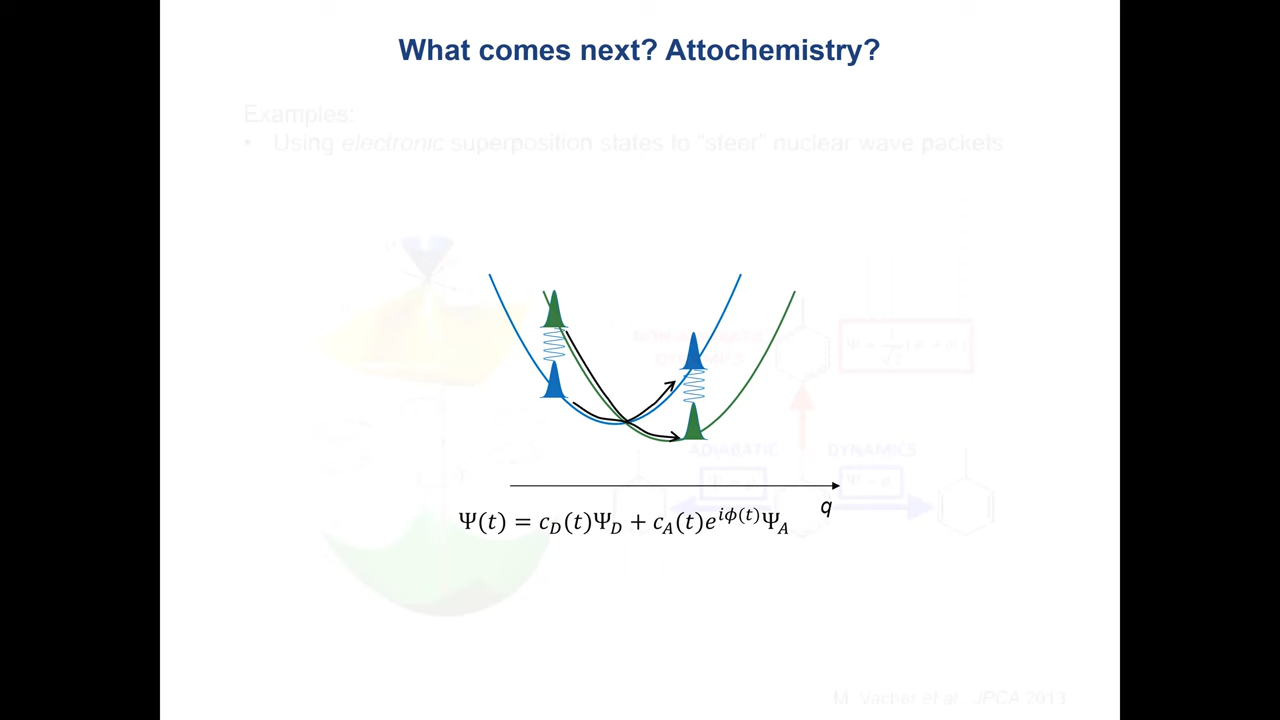 What comes next? Attochemistry?
Examples:
• Using electronic superposition states to "steer" nuclear wave packets
NON-ADIABATIC
DYNAMICS
ADIABATIC
DYNAMICS
q
Ψ(t) = c_D(t)Ψ_D + c_A(t)e^{iϕ(t)}Ψ_A
M. Vacher et al., JPCA 2013